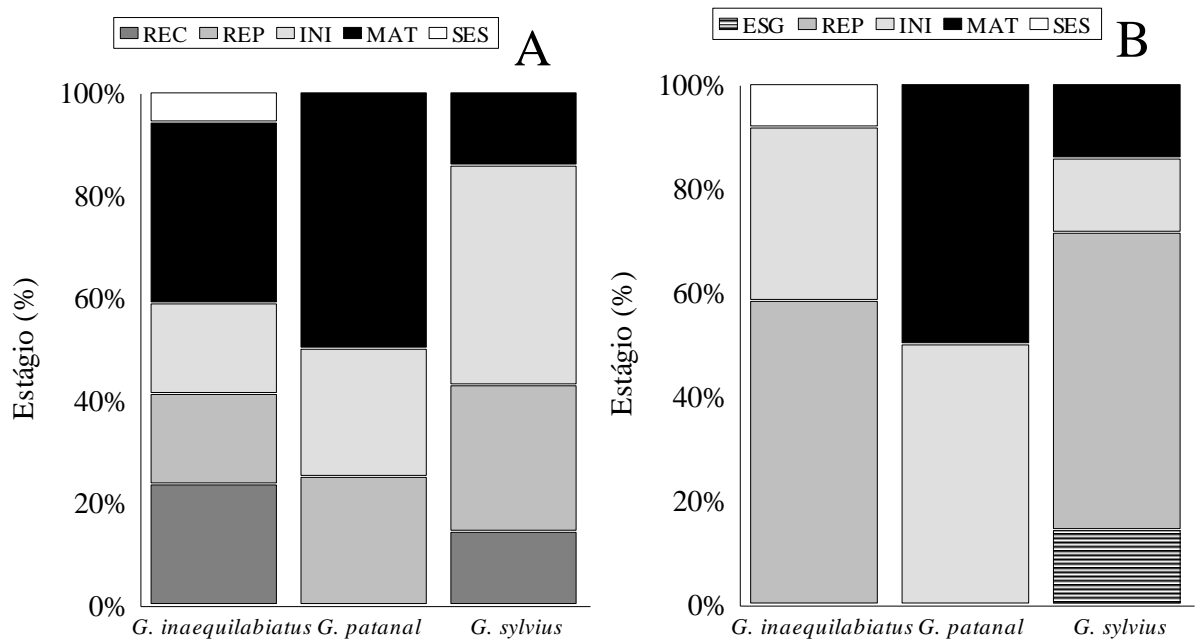 REC REP INI MAT SES
A
100%
80%
60%
40%
20%
0%
Estágio (%)
G. inaequilabiatus G. patanal G. sylvius
ESG REP INI MAT SES
B
100%
80%
60%
40%
20%
0%
Estágio (%)
G. inaequilabiatus G. patanal G. sylvius